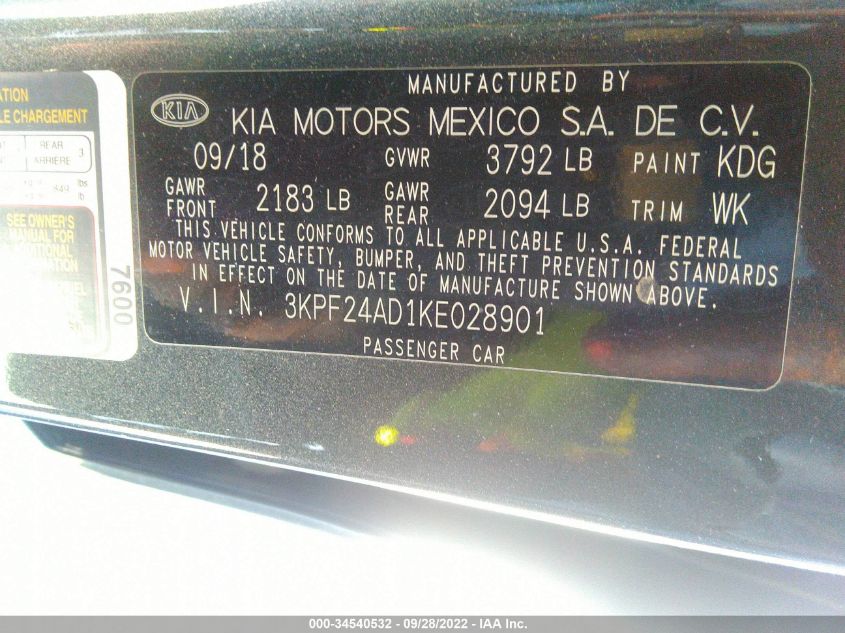 MANUFACTURED BY
KIA KIA MOTORS MEXICO S.A. DE C.V.
09/18 GVWR 3792 LB PAINT KDG
GAWR FRONT 2183 LB GAWR REAR 2094 LB TRIM WK
THIS VEHICLE CONFORMS TO ALL APPLICABLE U.S.A. FEDERAL
MOTOR VEHICLE SAFETY, BUMPER, AND THEFT PREVENTION STANDARDS
IN EFFECT ON THE DATE OF MANUFACTURE SHOWN ABOVE.
V.I.N. 3KPF24AD1KE028901
PASSENGER CAR
CHARGEMENT
REAR
ARRIERE 3
lbs
SEE OWNER'S
MANUAL FOR
7600
000-34540532 - 09/28/2022 - IAA Inc.